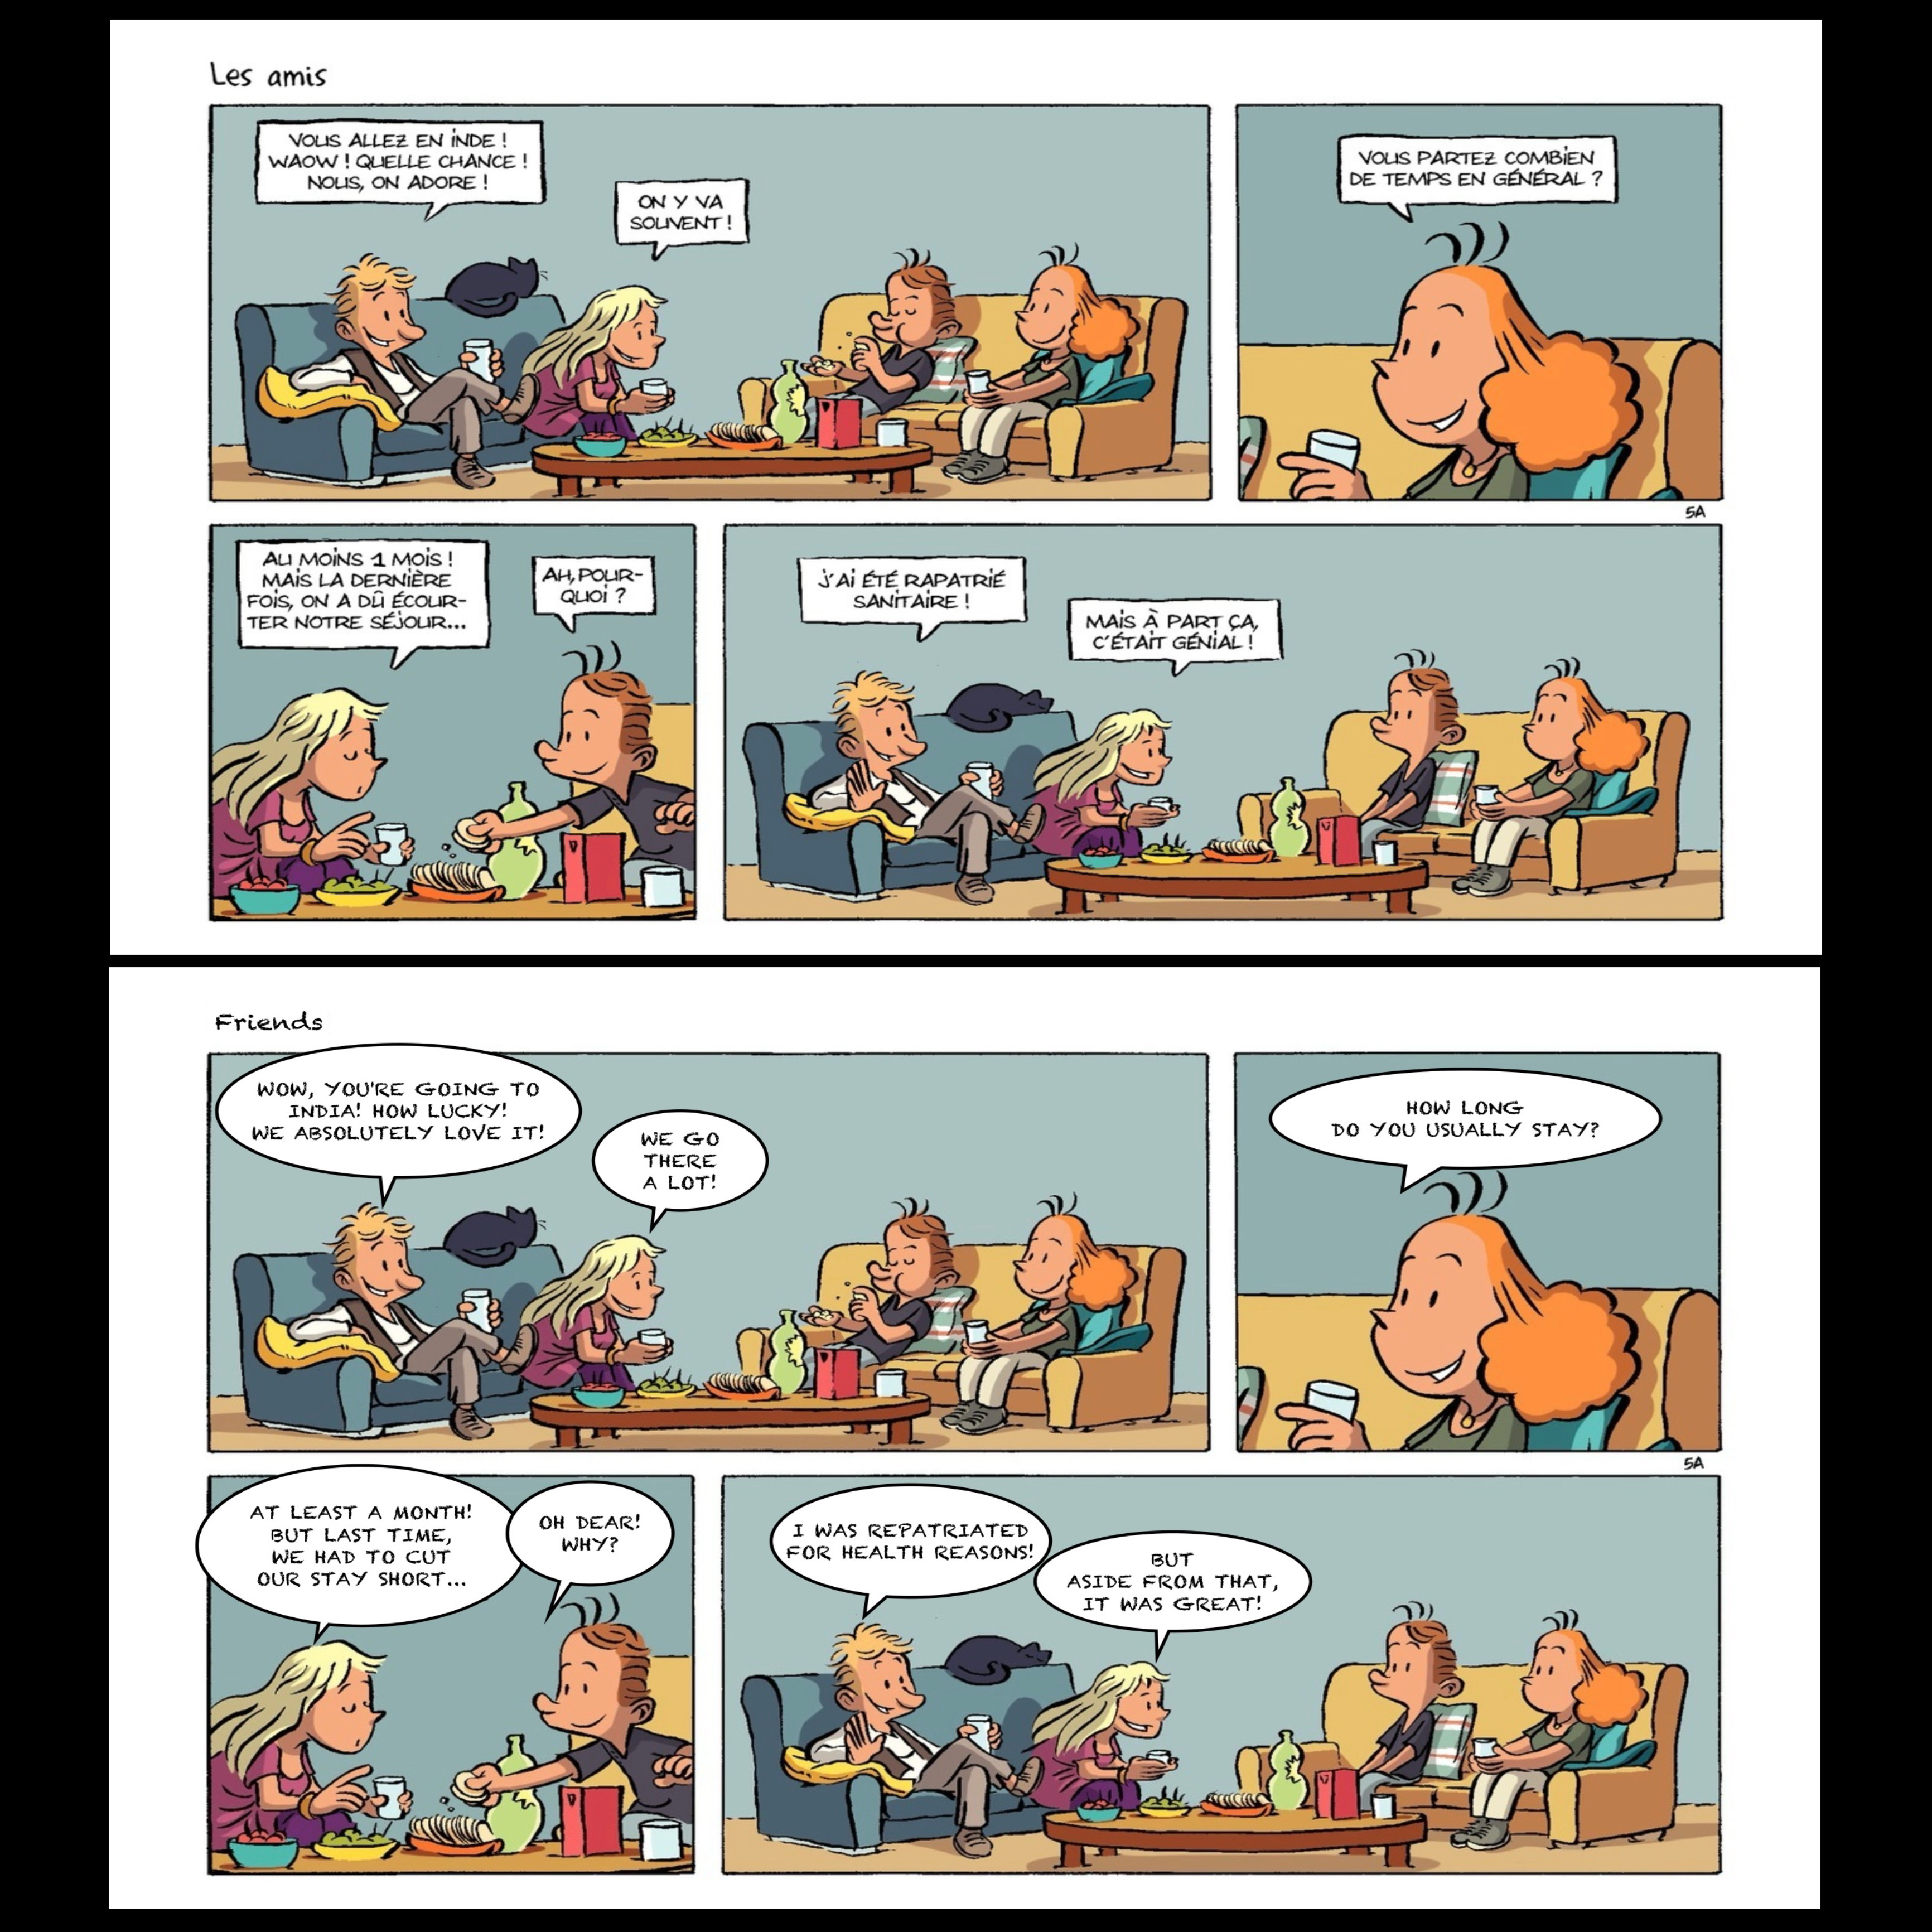 Les amis
VOUS ALLEZ EN INDE !
WAOW ! QUELLE CHANCE !
NOUS, ON ADORE !
ON Y VA
SOUVENT !
VOUS PARTEZ COMBIEN
DE TEMPS EN GÉNÉRAL ?
5A
AU MOINS 1 MOIS !
MAIS LA DERNIÈRE
FOIS, ON A DÛ ÉCOUR-
TER NOTRE SÉJOUR...
AH, POUR-
QUOI ?
J'AI ÉTÉ RAPATRIÉ
SANITAIRE !
MAIS À PART ÇA,
C'ÉTAIT GÉNIAL !
Friends
WOW, YOU'RE GOING TO
INDIA! HOW LUCKY!
WE ABSOLUTELY LOVE IT!
WE GO
THERE
A LOT!
HOW LONG
DO YOU USUALLY STAY?
5A
AT LEAST A MONTH!
BUT LAST TIME,
WE HAD TO CUT
OUR STAY SHORT...
OH DEAR!
WHY?
I WAS REPATRIATED
FOR HEALTH REASONS!
BUT
ASIDE FROM THAT,
IT WAS GREAT!